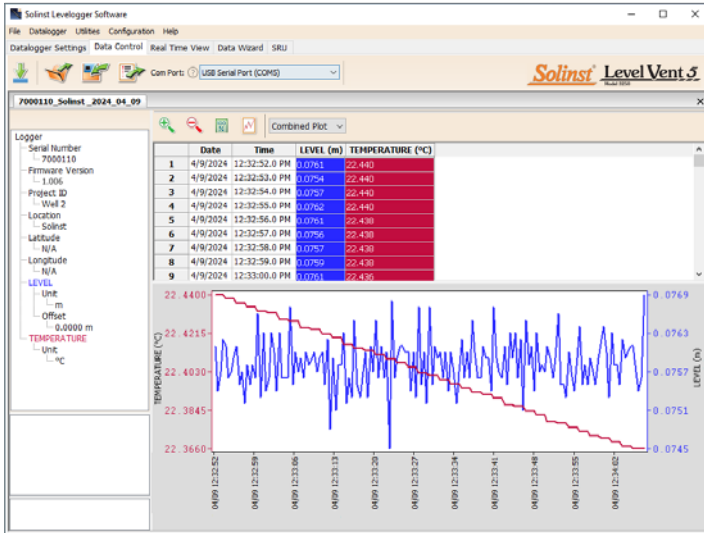 Solinst Levelogger Software
File Datalogger Utilities Configuration Help
Datalogger Settings Data Control Real Time View Data Wizard SRU
Com Port: ? USB Serial Port (COM5)
Solinst® LevelVent 5
7000110_Solinst _2024_04_09
Combined Plot
Logger
Serial Number
7000110
Firmware Version
1.006
Project ID
Well 2
Location
Solinst
Latitude
N/A
Longitude
N/A
LEVEL
Unit
m
Offset
0.0000 m
TEMPERATURE
Unit
ºC
Date Time LEVEL (m) TEMPERATURE (ºC)
1 4/9/2024 12:32:52.0 PM 0.0761 22.440
2 4/9/2024 12:32:53.0 PM 0.0754 22.440
3 4/9/2024 12:32:54.0 PM 0.0757 22.440
4 4/9/2024 12:32:55.0 PM 0.0762 22.440
5 4/9/2024 12:32:56.0 PM 0.0761 22.438
6 4/9/2024 12:32:57.0 PM 0.0756 22.438
7 4/9/2024 12:32:58.0 PM 0.0757 22.438
8 4/9/2024 12:32:59.0 PM 0.0759 22.438
9 4/9/2024 12:33:00.0 PM 0.0761 22.436
TEMPERATURE (ºC)
22.4400
22.4215
22.4030
22.3845
22.3660
0.0769
0.0763
0.0757
0.0751
0.0745
LEVEL (m)
04/09 12:32:52
04/09 12:32:59
04/09 12:33:06
04/09 12:33:13
04/09 12:33:20
04/09 12:33:27
04/09 12:33:34
04/09 12:33:41
04/09 12:33:48
04/09 12:33:55
04/09 12:34:02